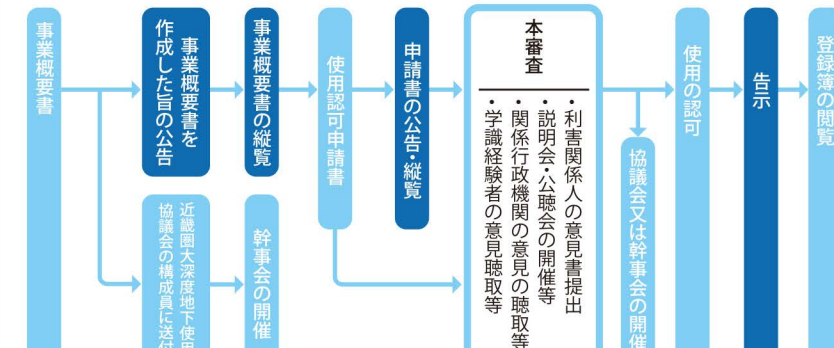 事業概要書
事業概要書を
作成した旨の公告
事業概要書の縦覧
近畿圏大深度地下使用
協議会の構成員に送付
幹事会の開催
使用認可申請書
申請書の公告・縦覧
本審査
・利害関係人の意見書提出
・説明会・公聴会の開催等
・関係行政機関の意見の聴取等
・学識経験者の意見聴取等
協議会又は幹事会の開催
使用の認可
告示
登録簿の閲覧